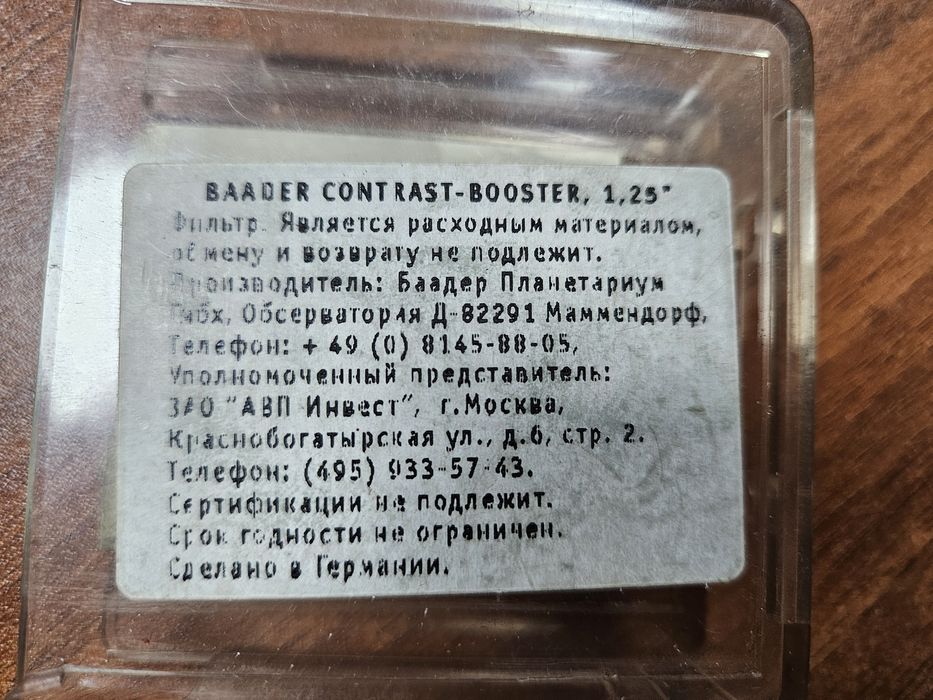 BAADER CONTRAST-BOOSTER, 1,25"
Фильтр. Является расходным материалом,
обмену и возврату не подлежит.
Производитель: Баадер Планетариум
Гмбх, Обсерватория Д-82291 Маммендорф,
Телефон: + 49 (0) 8145-88-05,
Уполномоченный представитель:
ЗАО "АВП Инвест", г.Москва,
Краснобогатырская ул., д.6, стр. 2.
Телефон: (495) 933-57-43.
Сертификации не подлежит.
Срок годности не ограничен.
Сделано в Германии.